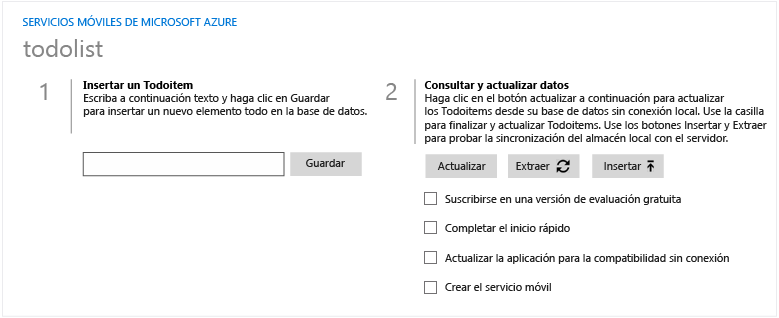 SERVICIOS MÓVILES DE MICROSOFT AZURE
todolist
1
Insertar un Todoitem
Escriba a continuación texto y haga clic en Guardar
para insertar un nuevo elemento todo en la base de datos.
Guardar
2
Consultar y actualizar datos
Haga clic en el botón actualizar a continuación para actualizar
los Todoitems desde su base de datos sin conexión local. Use la casilla
para finalizar y actualizar Todoitems. Use los botones Insertar y Extraer
para probar la sincronización del almacén local con el servidor.
Actualizar Extraer Insertar
Suscribirse en una versión de evaluación gratuita
Completar el inicio rápido
Actualizar la aplicación para la compatibilidad sin conexión
Crear el servicio móvil